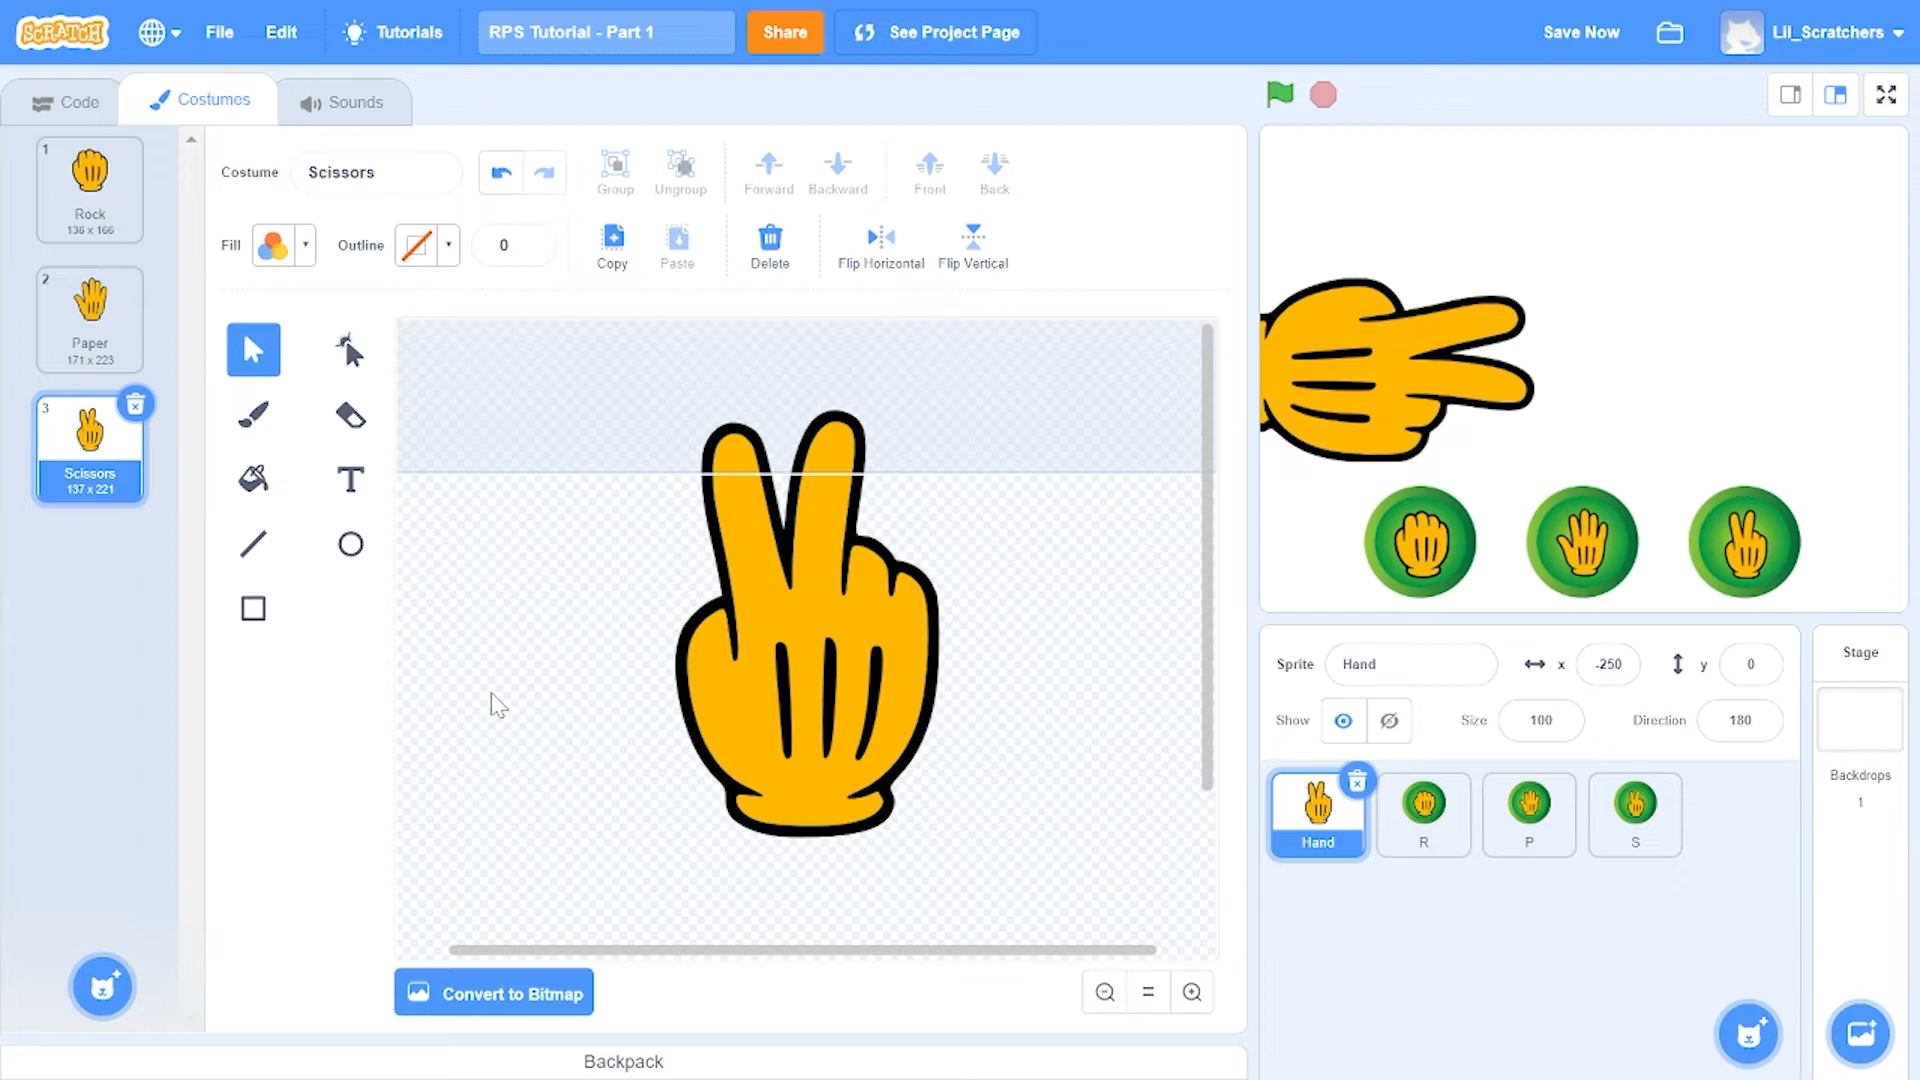 SCRATCH
File
Edit
Tutorials
RPS Tutorial - Part 1
Share
See Project Page
Save Now
Lil_Scratchers
Code
Costumes
Sounds
1
Rock
136 x 166
2
Paper
171 x 223
3
Scissors
137 x 221
Costume
Scissors
Group
Ungroup
Forward
Backward
Front
Back
Fill
Outline
0
Copy
Paste
Delete
Flip Horizontal
Flip Vertical
T
Convert to Bitmap
=
Backpack
Sprite
Hand
x
-250
y
0
Show
Size
100
Direction
180
Hand
R
P
S
Stage
Backdrops
1